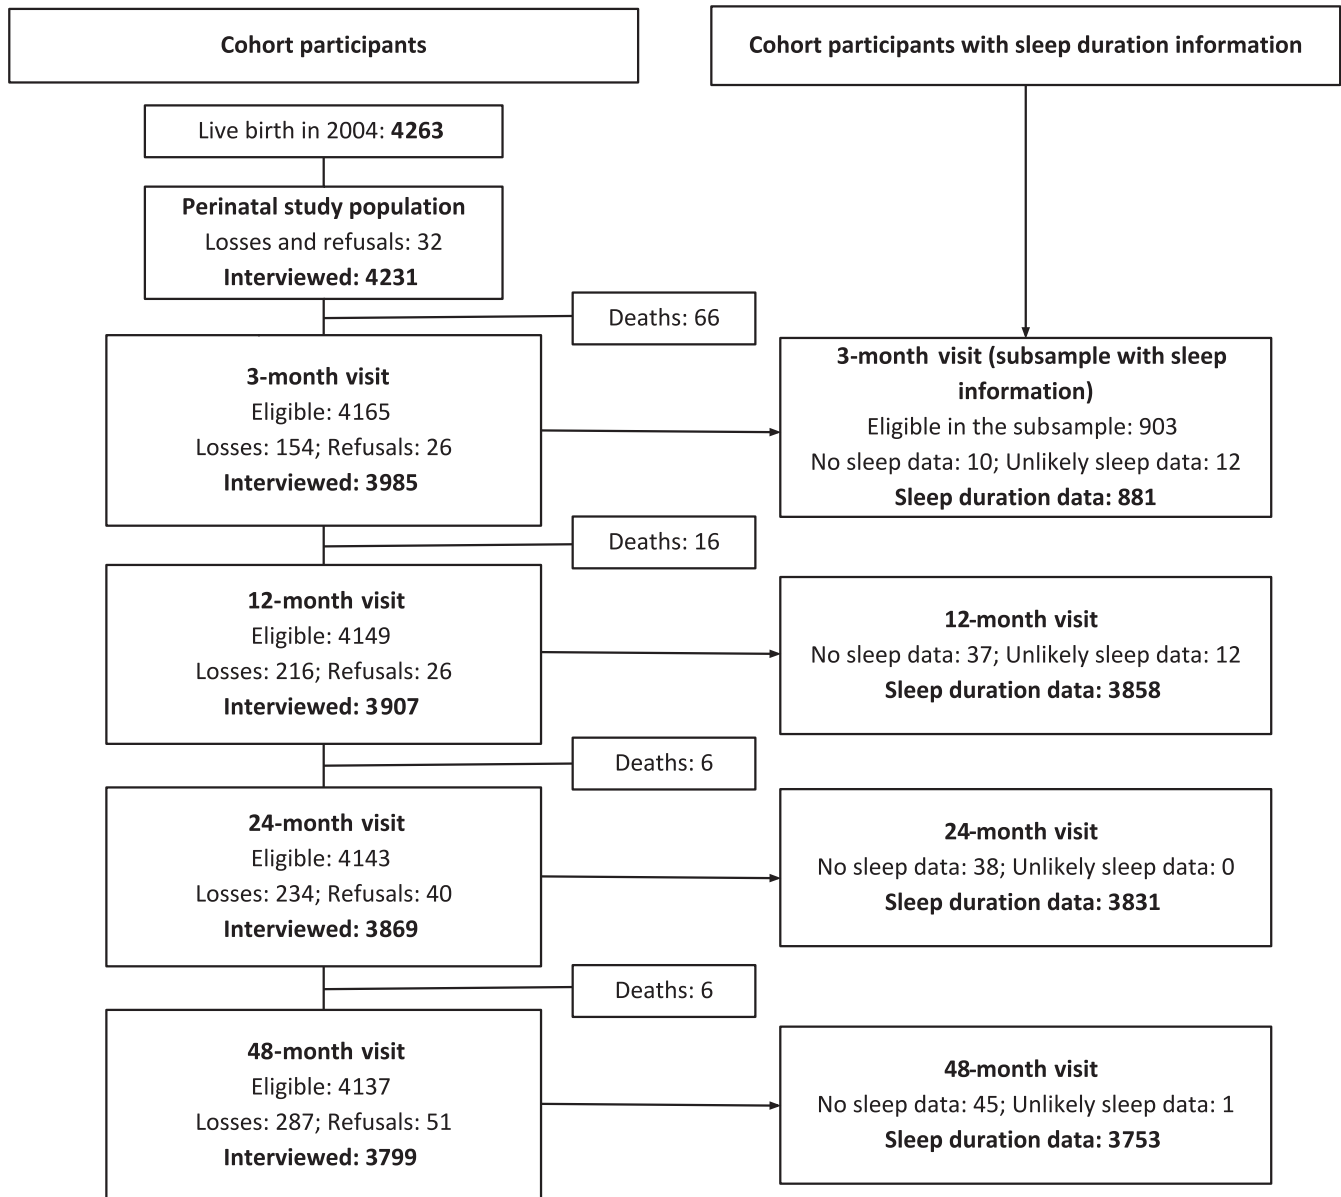 Cohort participants
Cohort participants with sleep duration information
Live birth in 2004: 4263
Perinatal study population
Losses and refusals: 32
Interviewed: 4231
Deaths: 66
3-month visit
Eligible: 4165
Losses: 154; Refusals: 26
Interviewed: 3985
3-month visit (subsample with sleep
information)
Eligible in the subsample: 903
No sleep data: 10; Unlikely sleep data: 12
Sleep duration data: 881
Deaths: 16
12-month visit
Eligible: 4149
Losses: 216; Refusals: 26
Interviewed: 3907
12-month visit
No sleep data: 37; Unlikely sleep data: 12
Sleep duration data: 3858
Deaths: 6
24-month visit
Eligible: 4143
Losses: 234; Refusals: 40
Interviewed: 3869
24-month visit
No sleep data: 38; Unlikely sleep data: 0
Sleep duration data: 3831
Deaths: 6
48-month visit
Eligible: 4137
Losses: 287; Refusals: 51
Interviewed: 3799
48-month visit
No sleep data: 45; Unlikely sleep data: 1
Sleep duration data: 3753